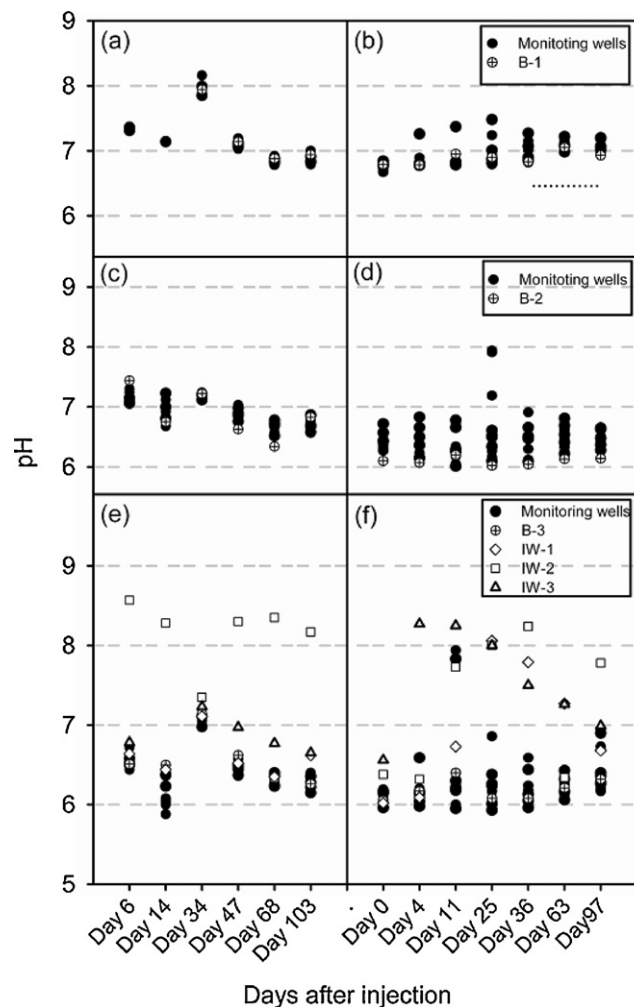 9
(a)
(b)
Monitoting wells
B-1
8
7
6
(c)
(d)
Monitoting wells
B-2
9
8
7
6
pH
(e)
(f)
Monitoring wells
B-3
IW-1
IW-2
IW-3
9
8
7
6
5
Day 6
Day 14
Day 34
Day 47
Day 68
Day 103
Day 0
Day 4
Day 11
Day 25
Day 36
Day 63
Day97
Days after injection